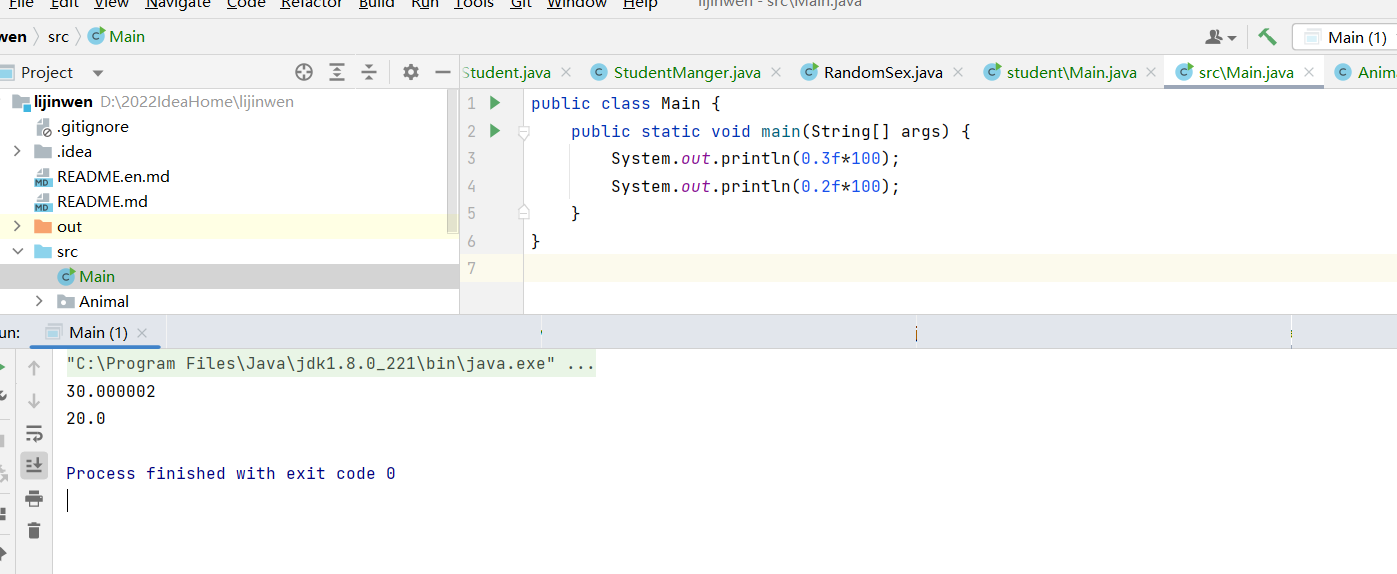 File Edit View Navigate Code Refactor Build Run Tools Git Window Help lijinwen - src\Main.java
wen src Main
Main (1)
Project
Student.java StudentManger.java RandomSex.java student\Main.java src\Main.java Anim
lijinwen D:\2022IdeaHome\lijinwen
.gitignore
.idea
README.en.md
README.md
out
src
Main
Animal
1 public class Main {
2 public static void main(String[] args) {
3 System.out.println(0.3f*100);
4 System.out.println(0.2f*100);
5 }
6 }
7
un: Main (1)
"C:\Program Files\Java\jdk1.8.0_221\bin\java.exe" ...
30.000002
20.0
Process finished with exit code 0